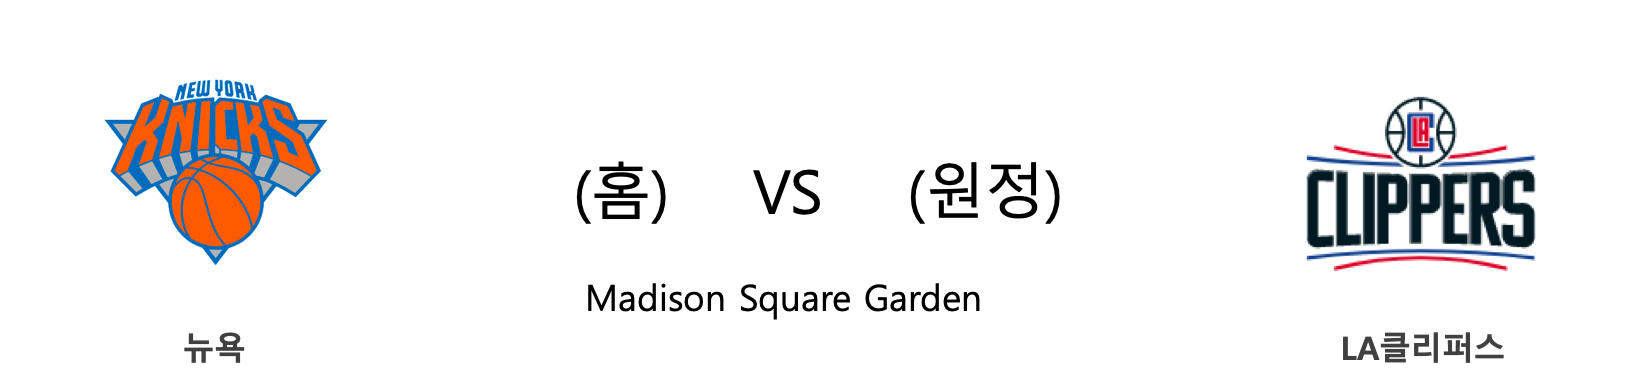 NEW YORK
KNICKS
LA
CLIPPERS
(홈) VS (원정)
Madison Square Garden
뉴욕
LA클리퍼스